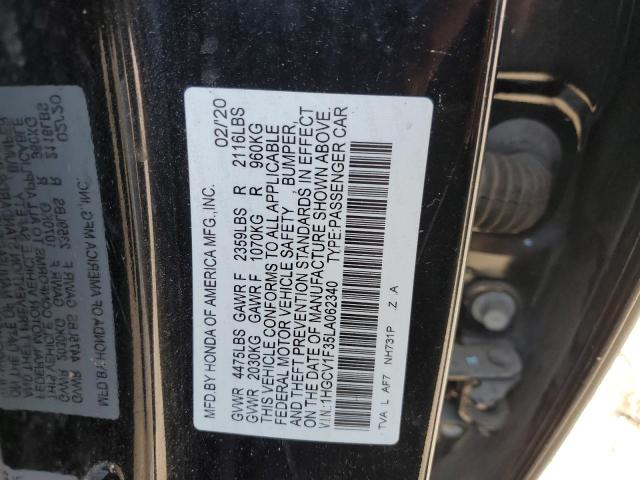 MFD.BY HONDA OF AMERICA MFG.,INC. 02/20
GVWR 4475LBS GAWR F 2359LBS R 2116LBS
GVWR 2030KG GAWR F 1070KG R 960KG
THIS VEHICLE CONFORMS TO ALL APPLICABLE
FEDERAL MOTOR VEHICLE SAFETY BUMPER,
AND THEFT PREVENTION STANDARDS IN EFFECT
ON THE DATE OF MANUFACTURE SHOWN ABOVE.
V.I.N.:1HGCV1F35LA062340 TYPE:PASSENGER CAR
TVA L AF7 NH731P .Z .A